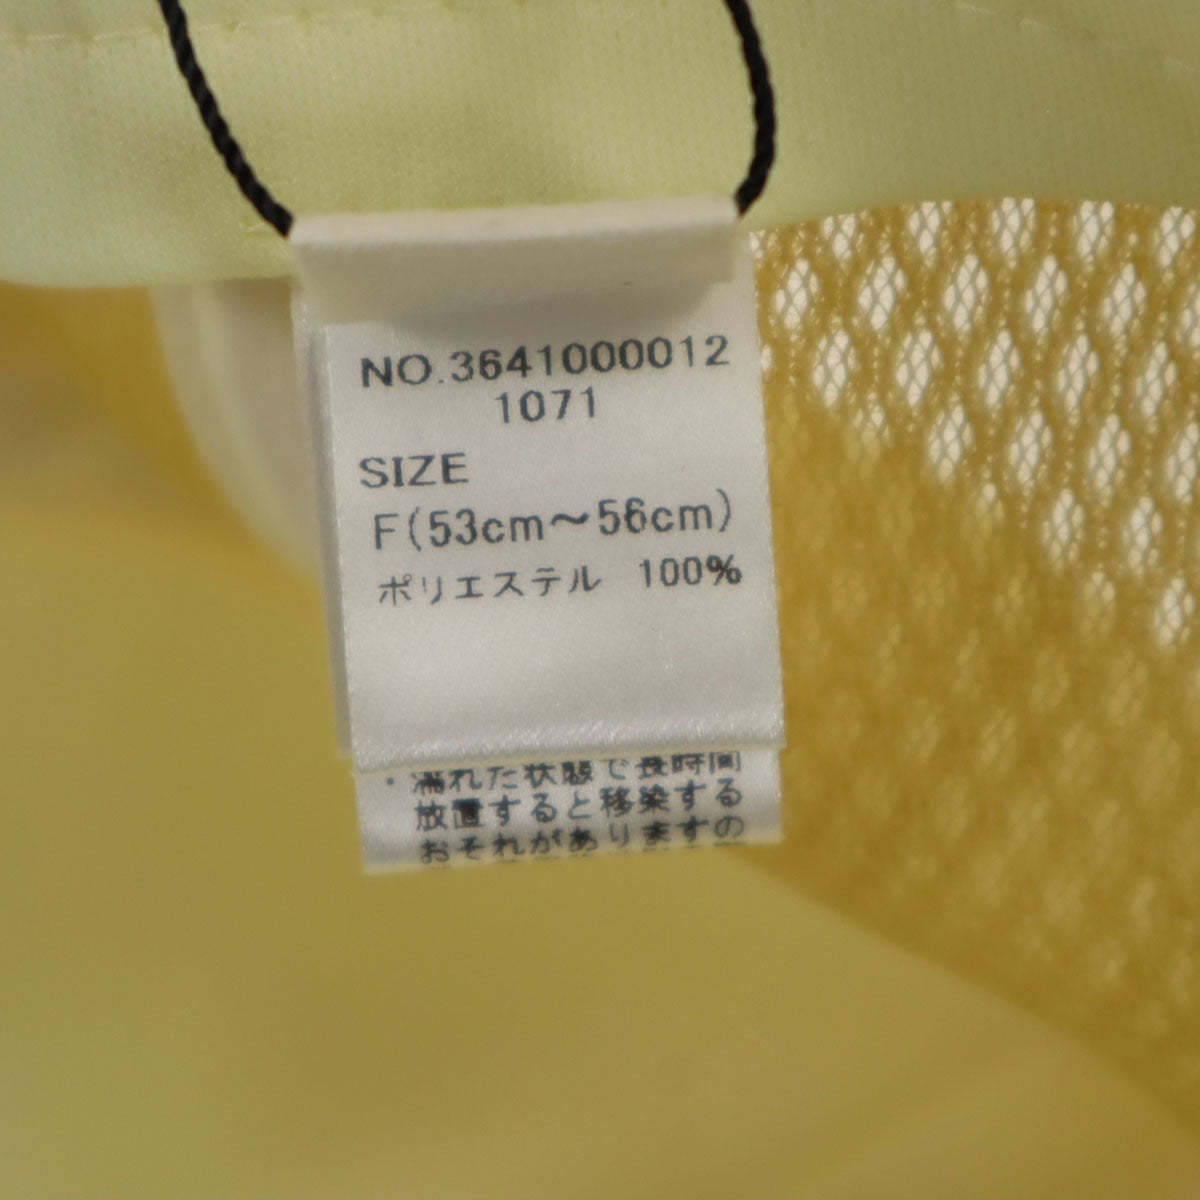 NO.3641000012
1071
SIZE
F(53cm～56cm)
ポリエステル 100%
・濡れた状態で長時間
放置すると移染する
おそれがありますの